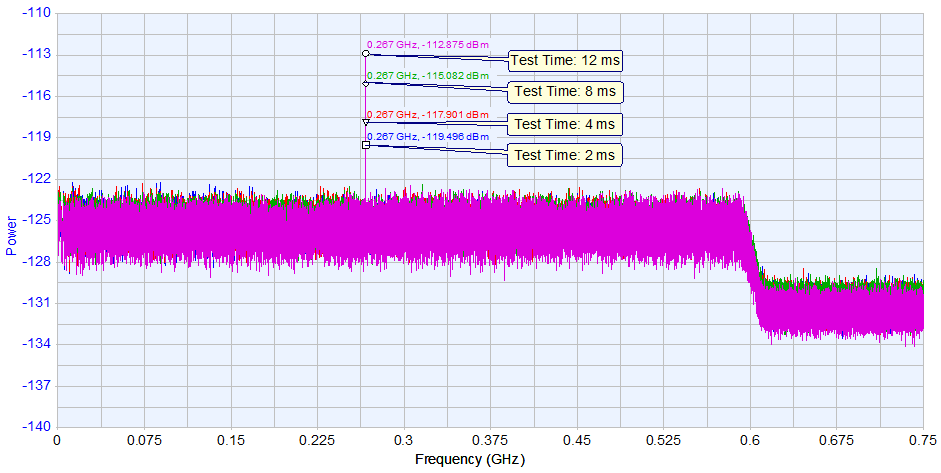 -110
-113
-116
-119
-122
-125
-128
-131
-134
-137
-140
Power
0.267 GHz, -112.875 dBm
Test Time: 12 ms
0.267 GHz, -115.082 dBm
Test Time: 8 ms
0.267 GHz, -117.901 dBm
Test Time: 4 ms
0.267 GHz, -119.496 dBm
Test Time: 2 ms
0 0.075 0.15 0.225 0.3 0.375 0.45 0.525 0.6 0.675 0.75
Frequency (GHz)